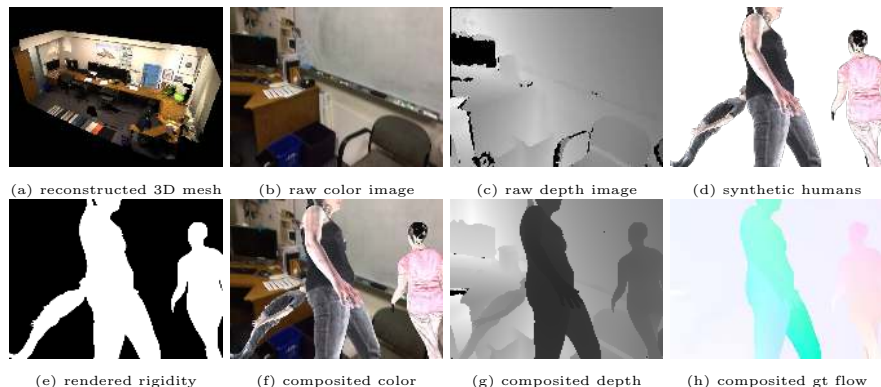 (a) reconstructed 3D mesh
(b) raw color image
(c) raw depth image
(d) synthetic humans
(e) rendered rigidity
(f) composited color
(g) composited depth
(h) composited gt flow